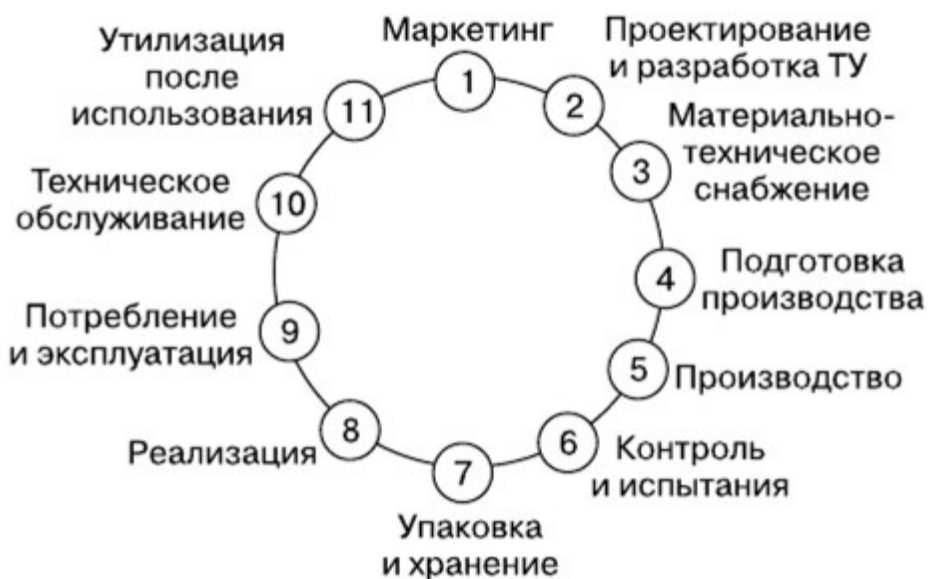 Маркетинг
1
Проектирование
и разработка ТУ
2
Материально-
техническое
снабжение
3
Подготовка
производства
4
Производство
5
Контроль
и испытания
6
Упаковка
и хранение
7
Реализация
8
Потребление
и эксплуатация
9
Техническое
обслуживание
10
Утилизация
после
использования
11